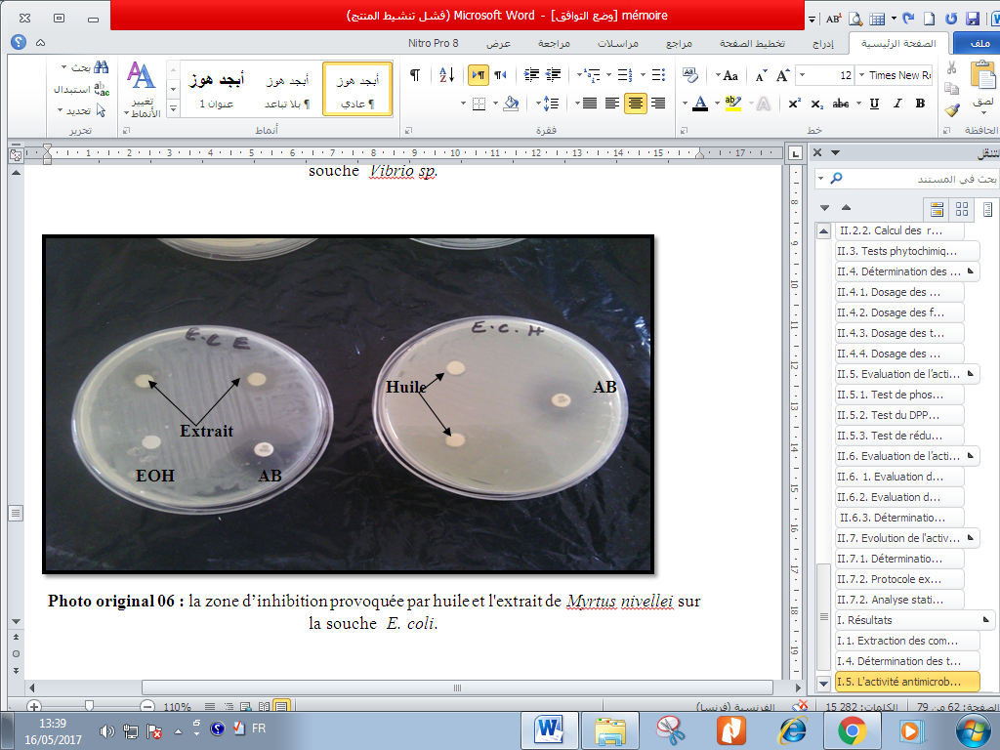 mémoire [وضع التوافق] - Microsoft Word (فشل تنشيط المنتج)
ملف
الصفحة الرئيسية
إدراج
تخطيط الصفحة
مراجع
مراسلات
مراجعة
عرض
Nitro Pro 8
لصق
الحافظة
Times New R
12
خط
فقرة
أبجد هوز
¶ عادي
أبجد هوز
¶ بلا تباعد
أبجد هوز
عنوان 1
أنماط
تغيير الأنماط
بحث
استبدال
تحديد
تحرير
souche Vibrio sp.
E.C E
E.C.H
Extrait
EOH
AB
Huile
AB
Photo original 06 : la zone d’inhibition provoquée par huile et l'extrait de Myrtus nivellei sur
la souche E. coli.
بحث في المستند
II.2.2. Calcul des r...
II.3. Tests phytochimiq...
II.4. Détermination des ...
II.4.1. Dosage des ...
II.4.2. Dosage des f...
II.4.3. Dosage des t...
II.4.4. Dosage des ...
II.5. Evaluation de l’acti...
II.5.1. Test de phos...
II.5.2. Test du DPP...
II.5.3. Test de rédu...
II.6. Evaluation de l’acti...
II.6. 1. Evaluation d...
II.6.2. Evaluation d...
II.6.3. Déterminatio...
II.7. Evolution de l’activ...
II.7.1. Déterminatio...
II.7.2. Protocole ex...
II.7.2. Analyse stati...
I. Résultats
I.1. Extraction des com...
I.4. Détermination des t...
I.5. L’activité antimicrob...
الصفحة: 62 من 79
الكلمات: 15 282
الفرنسية (فرنسا)
110%
13:39
16/05/2017
FR